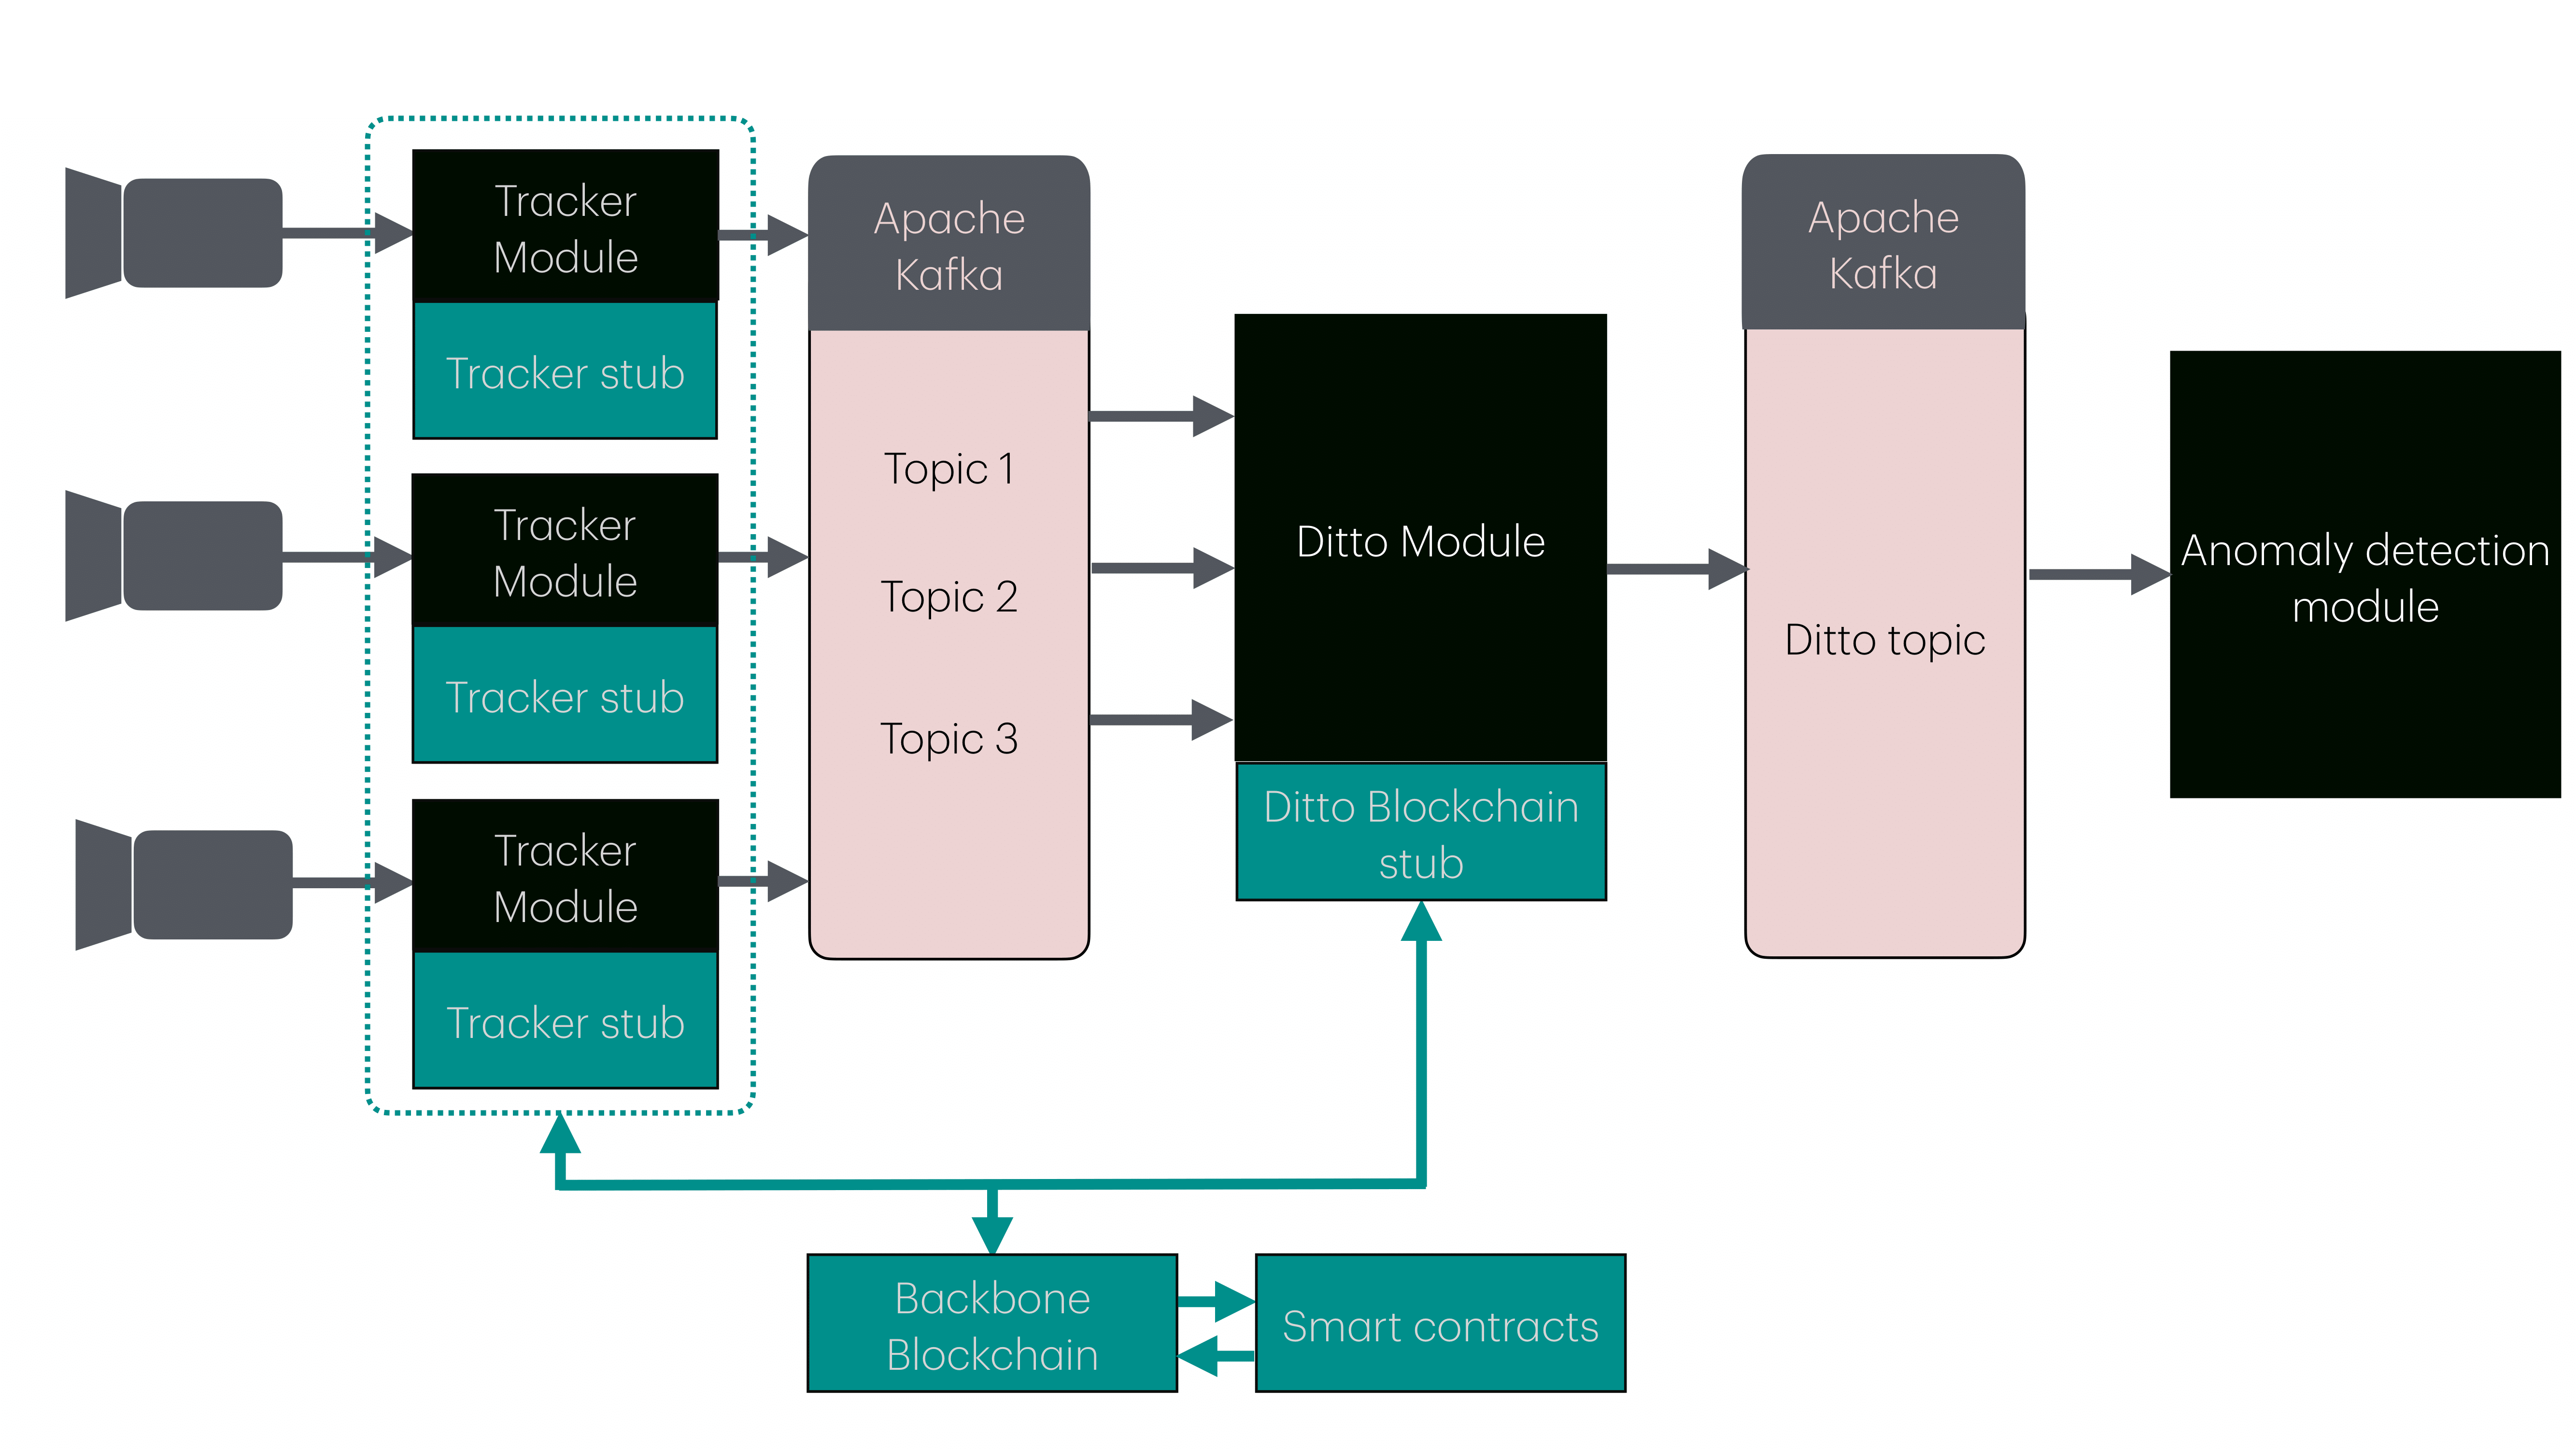 Tracker
Module
Tracker stub
Tracker
Module
Tracker stub
Tracker
Module
Tracker stub
Apache
Kafka
Topic 1
Topic 2
Topic 3
Ditto Module
Ditto Blockchain
stub
Apache
Kafka
Ditto topic
Anomaly detection
module
Backbone
Blockchain
Smart contracts